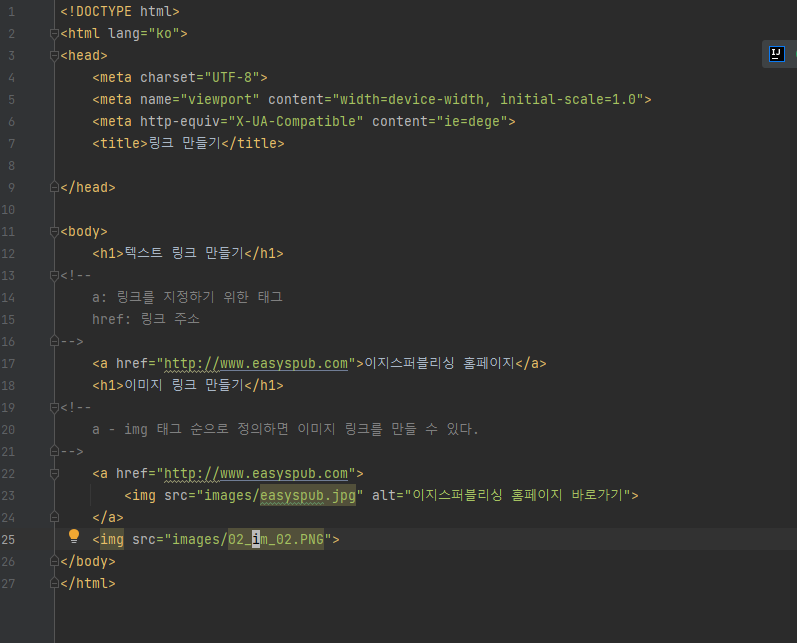 1 <!DOCTYPE html>
2 <html lang="ko">
3 <head>
4 <meta charset="UTF-8">
5 <meta name="viewport" content="width=device-width, initial-scale=1.0">
6 <meta http-equiv="X-UA-Compatible" content="ie=dege">
7 <title>링크 만들기</title>
8
9 </head>
10
11 <body>
12 <h1>텍스트 링크 만들기</h1>
13 <!--
14 a: 링크를 지정하기 위한 태그
15 href: 링크 주소
16 -->
17 <a href="http://www.easyspub.com">이지스퍼블리싱 홈페이지</a>
18 <h1>이미지 링크 만들기</h1>
19 <!--
20 a - img 태그 순으로 정의하면 이미지 링크를 만들 수 있다.
21 -->
22 <a href="http://www.easyspub.com">
23 <img src="images/easyspub.jpg" alt="이지스퍼블리싱 홈페이지 바로가기">
24 </a>
25 <img src="images/02_im_02.PNG">
26 </body>
27 </html>
IJ